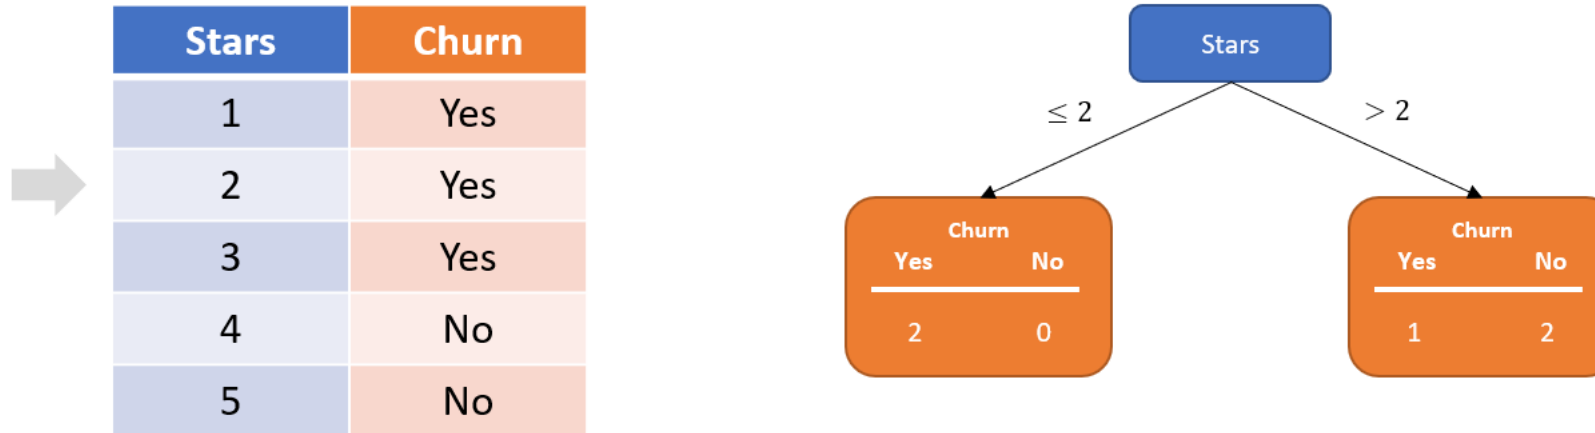 Stars Churn
1 Yes
2 Yes
3 Yes
4 No
5 No
Stars
≤ 2 > 2
Churn
Yes No
2 0
Churn
Yes No
1 2